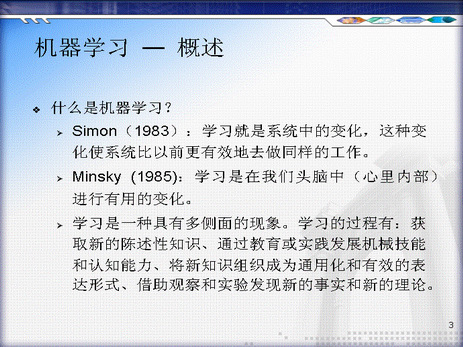 机器学习 — 概述
什么是机器学习？
Simon（1983）：学习就是系统中的变化，这种变
化使系统比以前更有效地去做同样的工作。
Minsky (1985)：学习是在我们头脑中（心里内部）
进行有用的变化。
学习是一种具有多侧面的现象。学习的过程有：获
取新的陈述性知识、通过教育或实践发展机械技能
和认知能力、将新知识组织成为通用化和有效的表
达形式、借助观察和实验发现新的事实和新的理论。
3